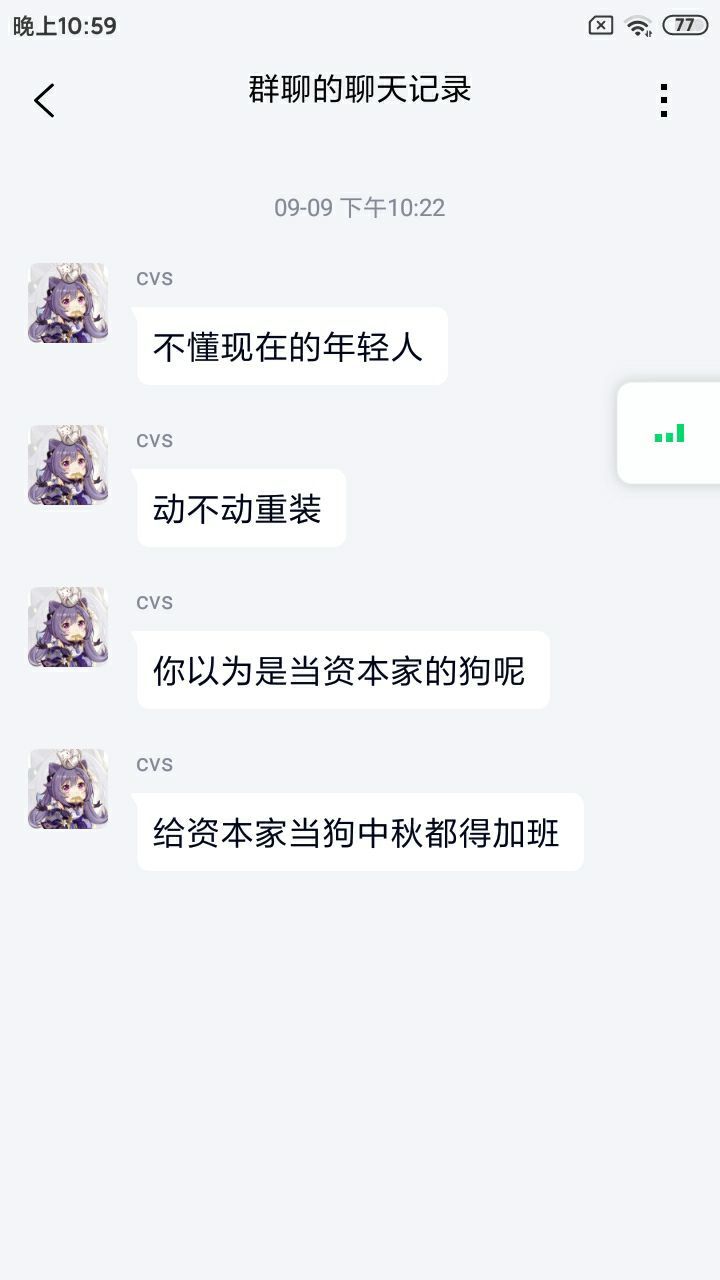 晚上10:59
77
群聊的聊天记录
09-09 下午10:22
CVS
不懂现在的年轻人
CVS
动不动重装
CVS
你以为是当资本家的狗呢
CVS
给资本家当狗中秋都得加班